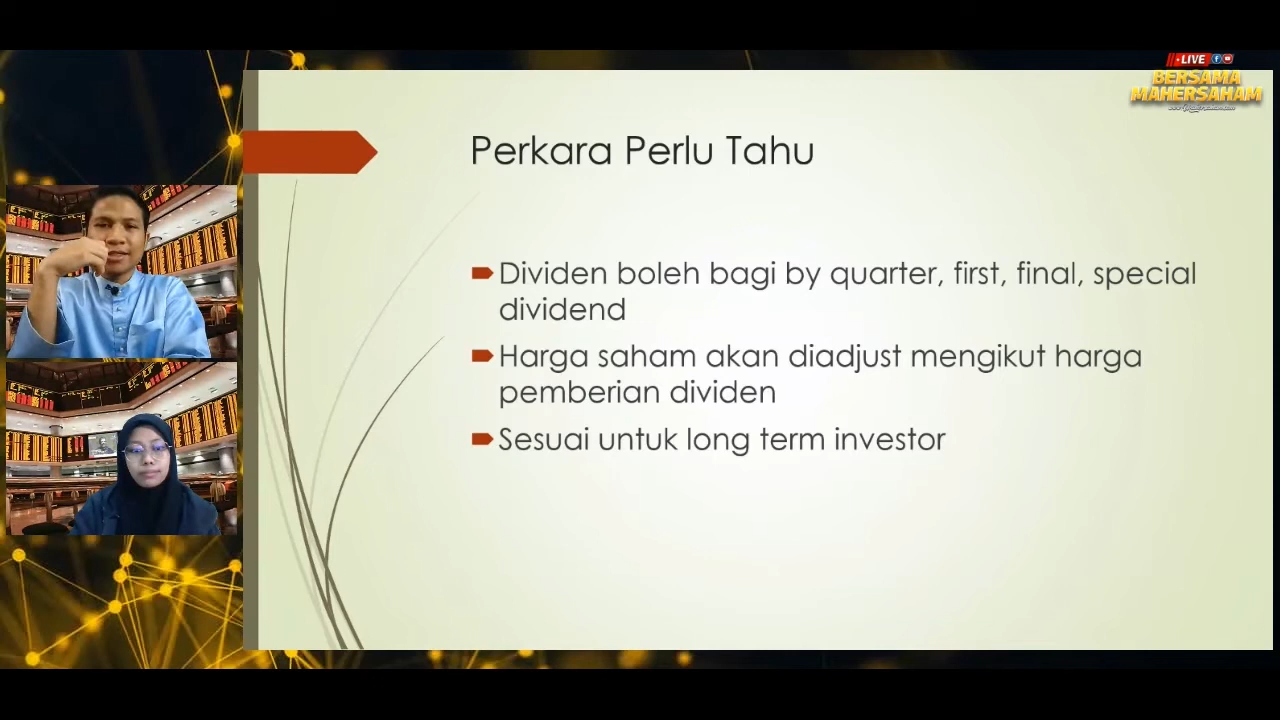 LIVE
BERSAMA
MAHERSAHAM
Perkara Perlu Tahu
Dividen boleh bagi by quarter, first, final, special
dividend
Harga saham akan diadjust mengikut harga
pemberian dividen
Sesuai untuk long term investor